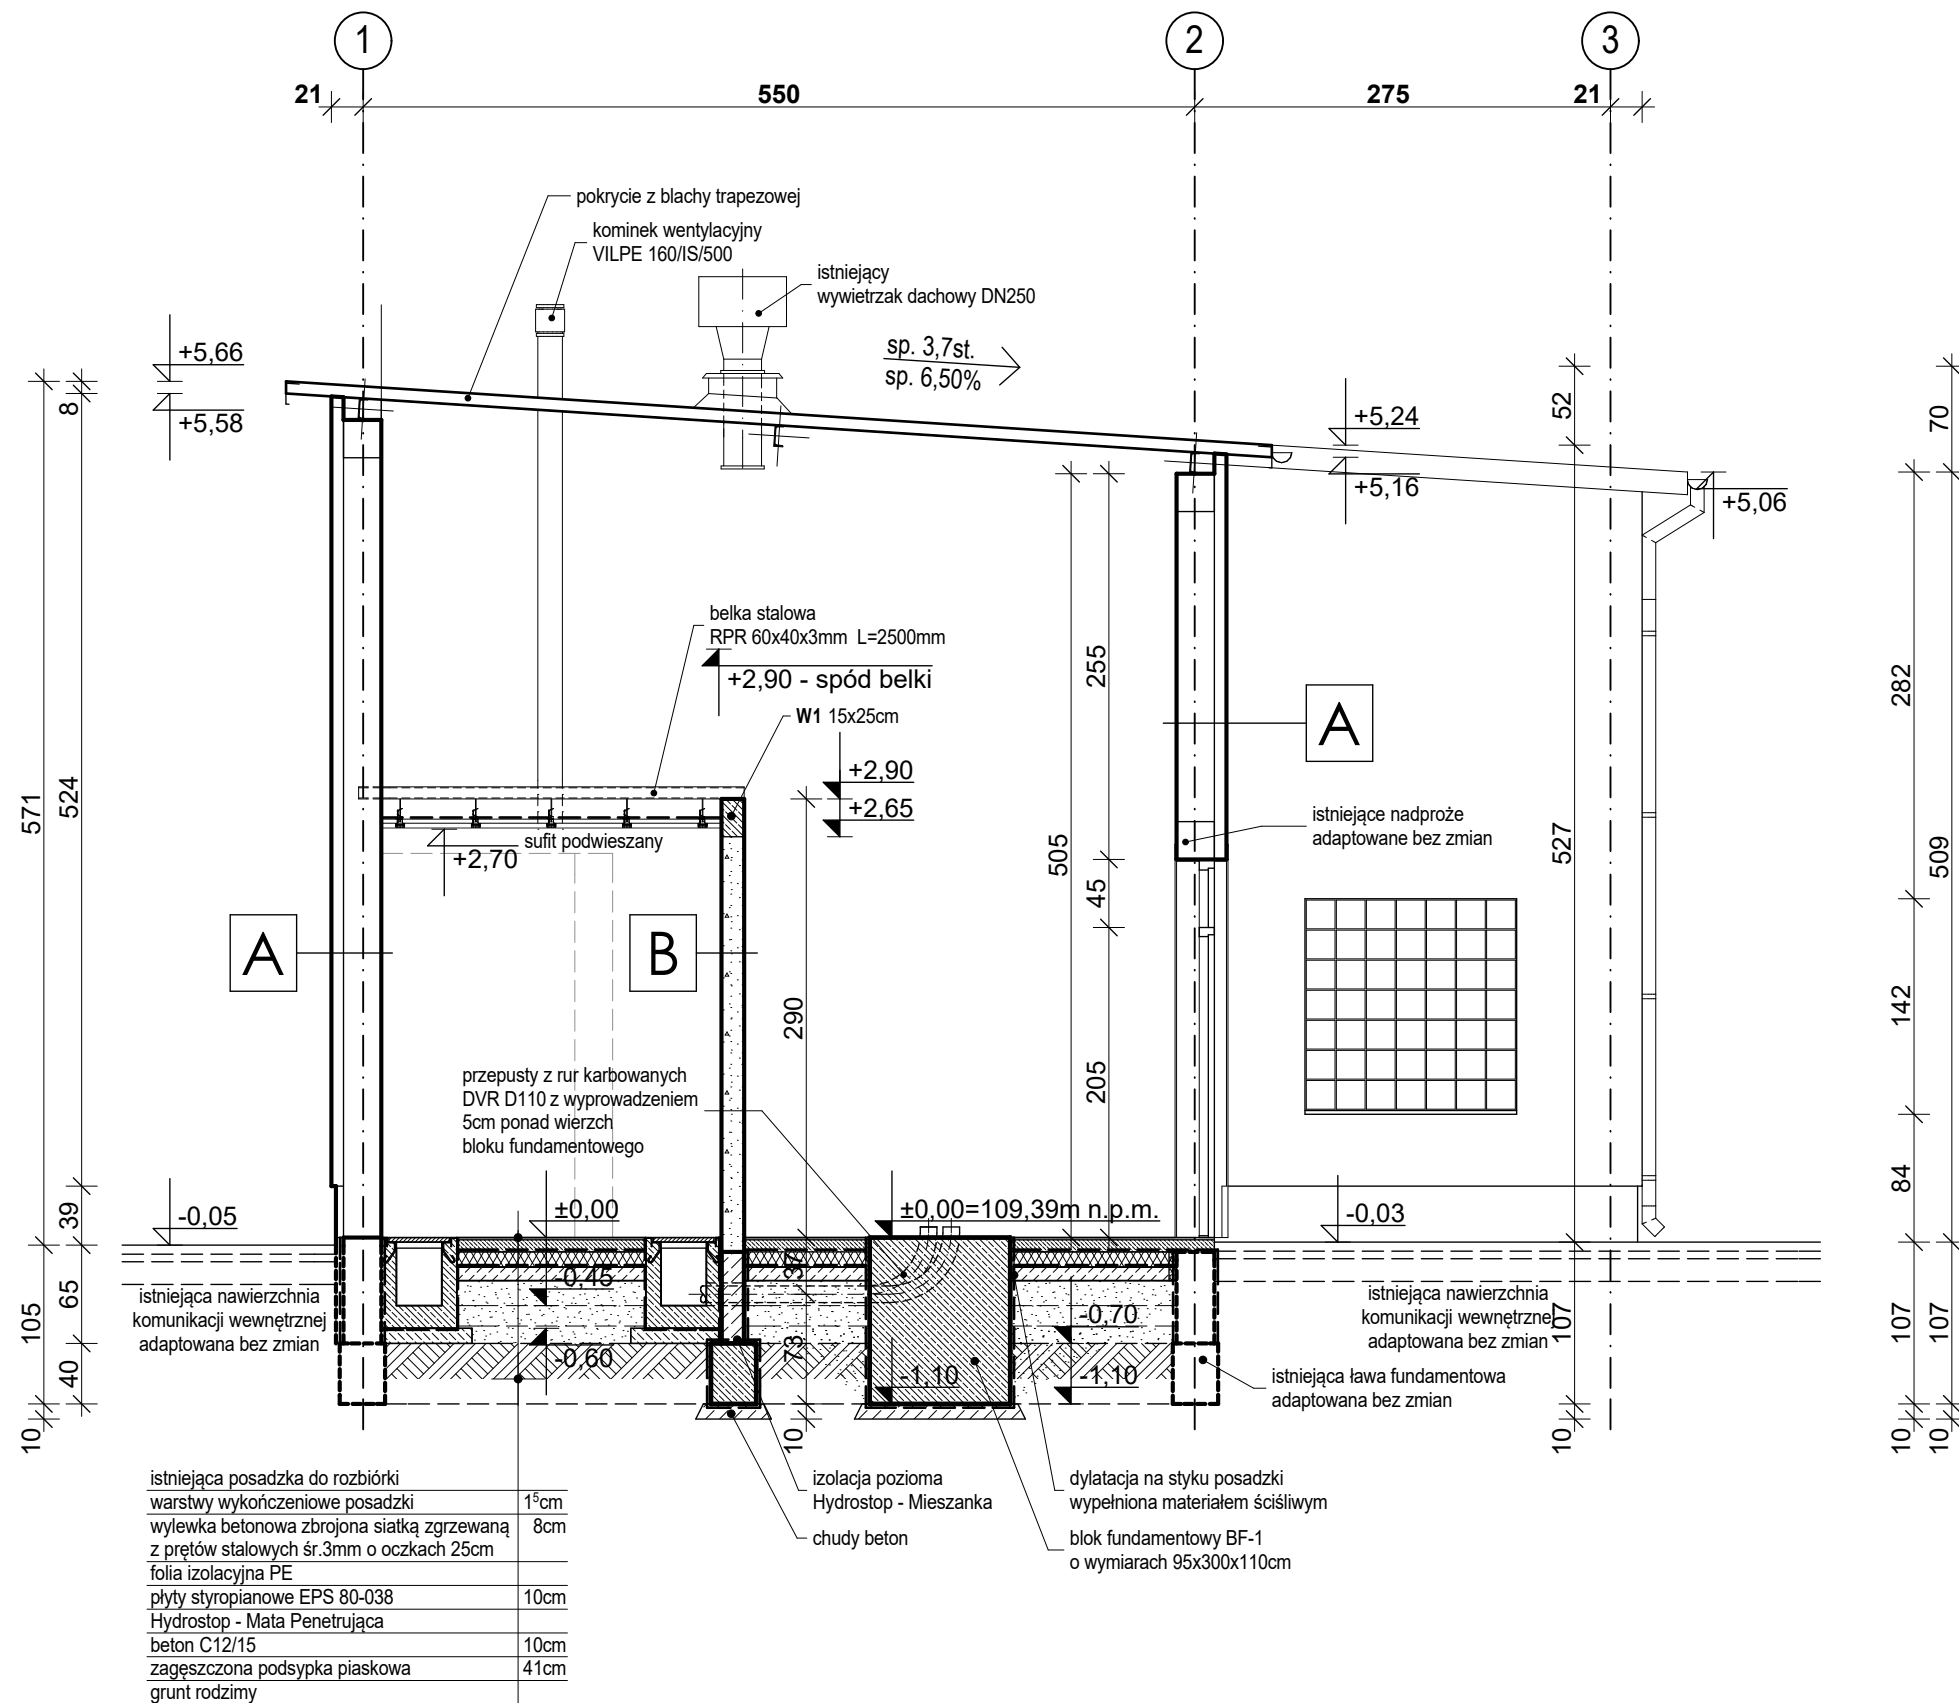 1
2
3
21
550
275
21
pokrycie z blachy trapezowej
kominek wentylacyjny
VILPE 160/IS/500
istniejący
wywietrzak dachowy DN250
sp. 3,7st.
sp. 6,50%
+5,66
+5,58
8
+5,24
+5,16
+5,06
52
70
belka stalowa
RPR 60x40x3mm L=2500mm
+2,90 - spód belki
W1 15x25cm
+2,90
+2,65
sufit podwieszany
+2,70
A
A
B
istniejące nadproże
adaptowane bez zmian
571
524
39
65
105
40
10
290
37
73
10
505
255
45
205
527
107
10
282
142
84
107
10
509
107
10
przepusty z rur karbowanych
DVR D110 z wyprowadzeniem
5cm ponad wierzch
bloku fundamentowego
-0,05
±0,00
±0,00=109,39m n.p.m.
-0,03
-0,45
-0,60
-0,70
-1,10
-1,10
istniejąca nawierzchnia
komunikacji wewnętrznej
adaptowana bez zmian
istniejąca nawierzchnia
komunikacji wewnętrznej
adaptowana bez zmian
istniejąca ława fundamentowa
adaptowana bez zmian
izolacja pozioma
Hydrostop - Mieszanka
chudy beton
dylatacja na styku posadzki
wypełniona materiałem ściśliwym
blok fundamentowy BF-1
o wymiarach 95x300x110cm
istniejąca posadzka do rozbiórki
warstwy wykończeniowe posadzki 1⁵cm
wylewka betonowa zbrojona siatką zgrzewaną 8cm
z prętów stalowych śr.3mm o oczkach 25cm
folia izolacyjna PE
płyty styropianowe EPS 80-038 10cm
Hydrostop - Mata Penetrująca
beton C12/15 10cm
zagęszczona podsypka piaskowa 41cm
grunt rodzimy